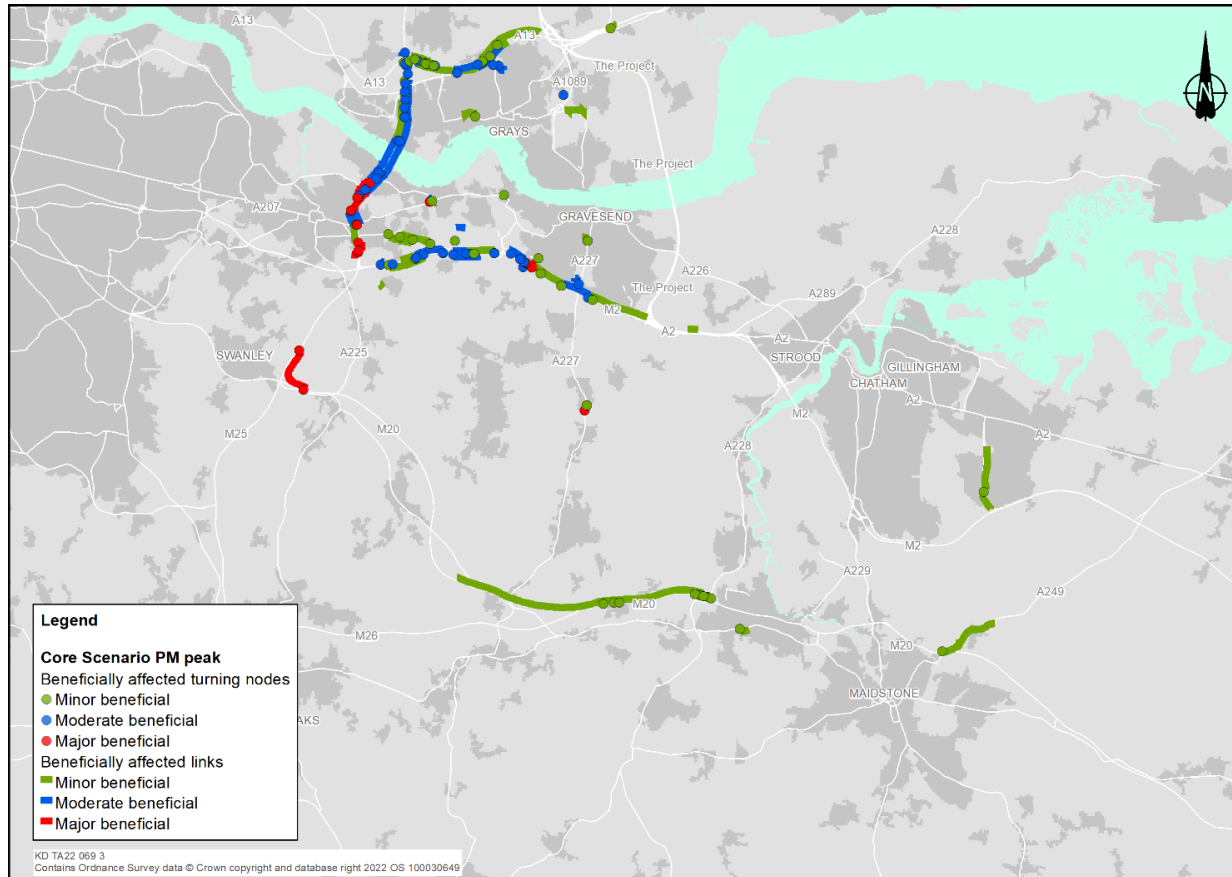 A13
A13
The Project
A13
A1089
N
GRAYS
The Project
A207
GRAVESEND
A228
A227
A226
The Project
A289
M2
A2
A2
SWANLEY
A225
STROOD
A227
GILLINGHAM
CHATHAM
A2
M2
M25
M20
A228
A2
M2
A229
A249
M20
M26
M20
MAIDSTONE
AKS
Legend
Core Scenario PM peak
Beneficially affected turning nodes
Minor beneficial
Moderate beneficial
Major beneficial
Beneficially affected links
Minor beneficial
Moderate beneficial
Major beneficial
KD TA22 069 3
Contains Ordnance Survey data © Crown copyright and database right 2022 OS 100030649